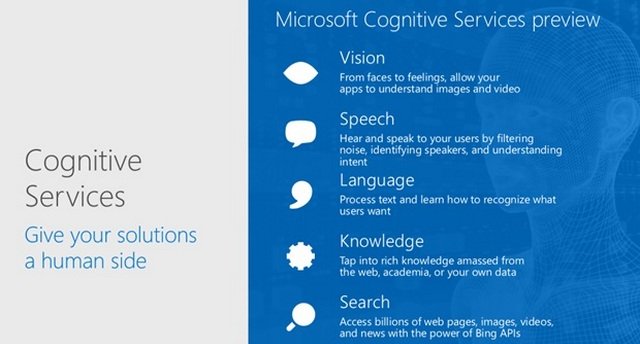 Cognitive
Services
Give your solutions
a human side
Microsoft Cognitive Services preview
Vision
From faces to feelings, allow your
apps to understand images and video
Speech
Hear and speak to your users by filtering
noise, identifying speakers, and understanding
intent
Language
Process text and learn how to recognize what
users want
Knowledge
Tap into rich knowledge amassed from
the web, academia, or your own data
Search
Access billions of web pages, images, videos,
and news with the power of Bing APIs